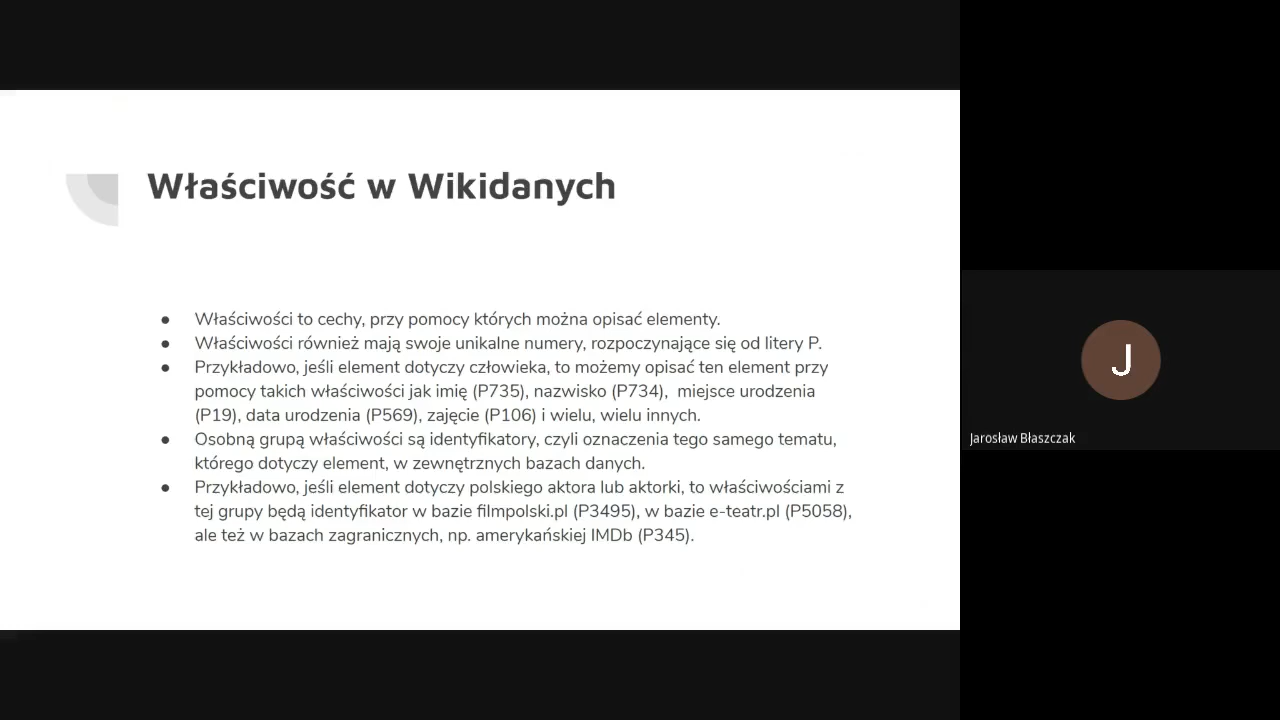 Właściwość w Wikidanych
● Właściwości to cechy, przy pomocy których można opisać elementy.
● Właściwości również mają swoje unikalne numery, rozpoczynające się od litery P.
● Przykładowo, jeśli element dotyczy człowieka, to możemy opisać ten element przy
pomocy takich właściwości jak imię (P735), nazwisko (P734), miejsce urodzenia
(P19), data urodzenia (P569), zajęcie (P106) i wielu, wielu innych.
● Osobną grupą właściwości są identyfikatory, czyli oznaczenia tego samego tematu,
którego dotyczy element, w zewnętrznych bazach danych.
● Przykładowo, jeśli element dotyczy polskiego aktora lub aktorki, to właściwościami z
tej grupy będą identyfikator w bazie filmpolski.pl (P3495), w bazie e-teatr.pl (P5058),
ale też w bazach zagranicznych, np. amerykańskiej IMDb (P345).
J
Jarosław Błaszczak